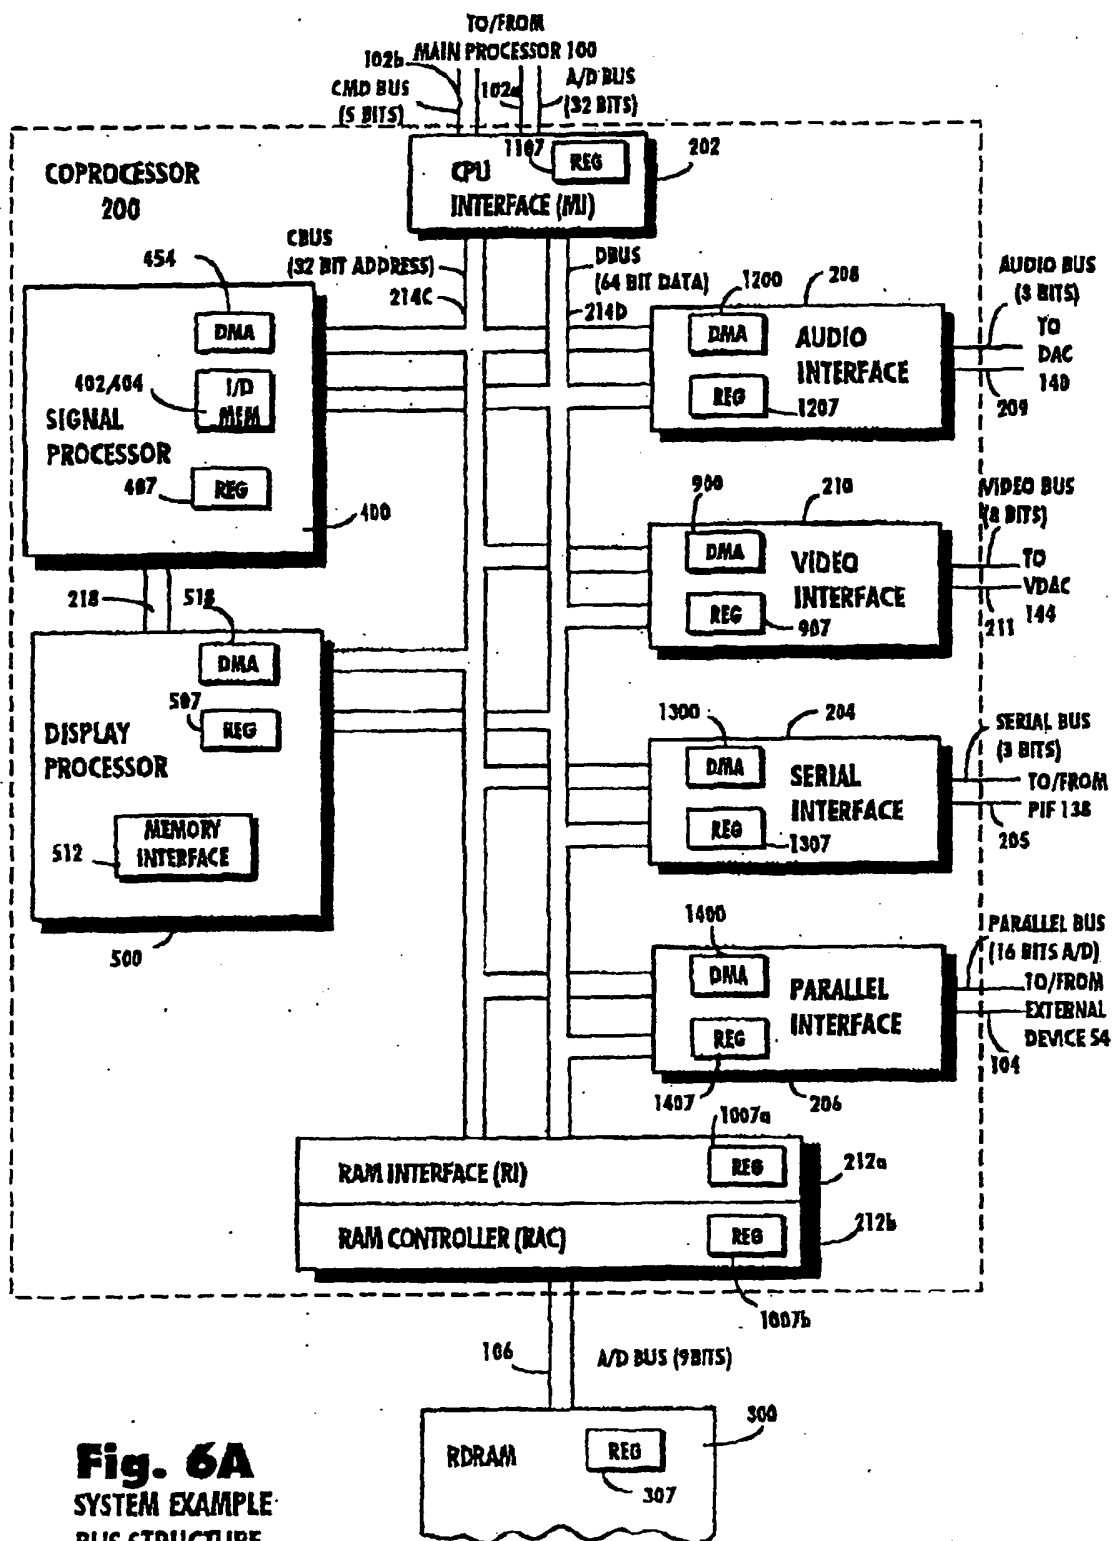 TO/FROM
MAIN PROCESSOR 100
102b
CMD BUS
(5 BITS)
102a
A/D BUS
(32 BITS)
COPROCESSOR
200
1107
REG
CPU
INTERFACE (MI)
202
CBUS
(32 BIT ADDRESS)
214C
DBUS
(64 BIT DATA)
214D
454
DMA
402,404
I/D
MEM
SIGNAL
PROCESSOR
407
REG
400
1200
208
DMA
AUDIO
INTERFACE
REG
1207
AUDIO BUS
(3 BITS)
TO
DAC
140
209
900
210
DMA
VIDEO
INTERFACE
REG
907
VIDEO BUS
(8 BITS)
TO
VDAC
144
211
218
518
DMA
507
REG
DISPLAY
PROCESSOR
MEMORY
INTERFACE
512
500
1300
204
DMA
SERIAL
INTERFACE
REG
1307
SERIAL BUS
(3 BITS)
TO/FROM
PIF 138
205
1400
DMA
PARALLEL
INTERFACE
REG
1407
206
PARALLEL BUS
(16 BITS A/D)
TO/FROM
EXTERNAL
DEVICE 54
104
1007a
RAM INTERFACE (RI)
REG
212a
RAM CONTROLLER (RAC)
REG
212b
1007b
106
A/D BUS (9BITS)
300
RDRAM
REG
307
Fig. 6A
SYSTEM EXAMPLE
BUS STRUCTURE